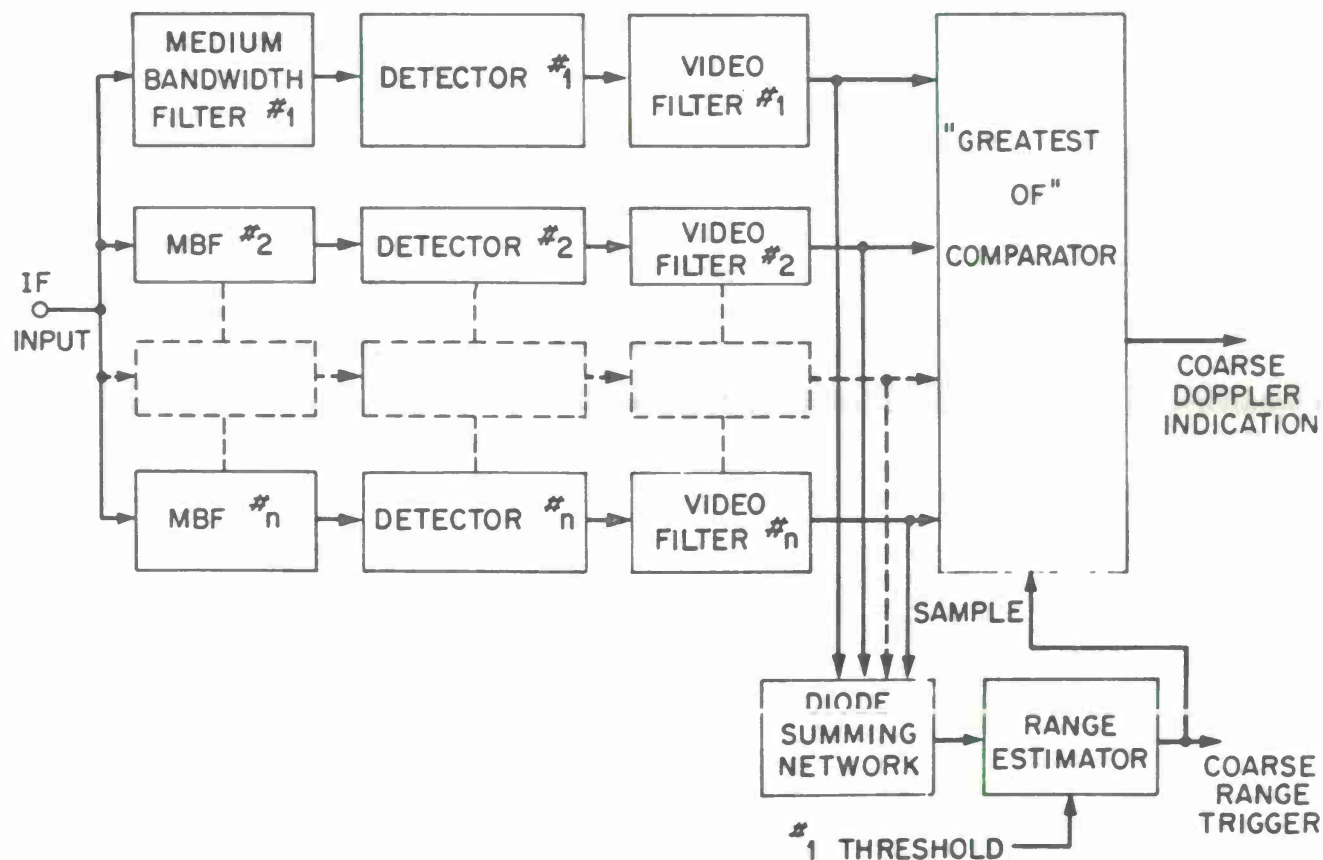 MEDIUM
BANDWIDTH
FILTER #1
DETECTOR #1
VIDEO
FILTER #1
"GREATEST
OF"
COMPARATOR
MBF #2
DETECTOR #2
VIDEO
FILTER #2
IF
INPUT
COARSE
DOPPLER
INDICATION
MBF #n
DETECTOR #n
VIDEO
FILTER #n
SAMPLE
DIODE
SUMMING
NETWORK
RANGE
ESTIMATOR
COARSE
RANGE
TRIGGER
#1 THRESHOLD